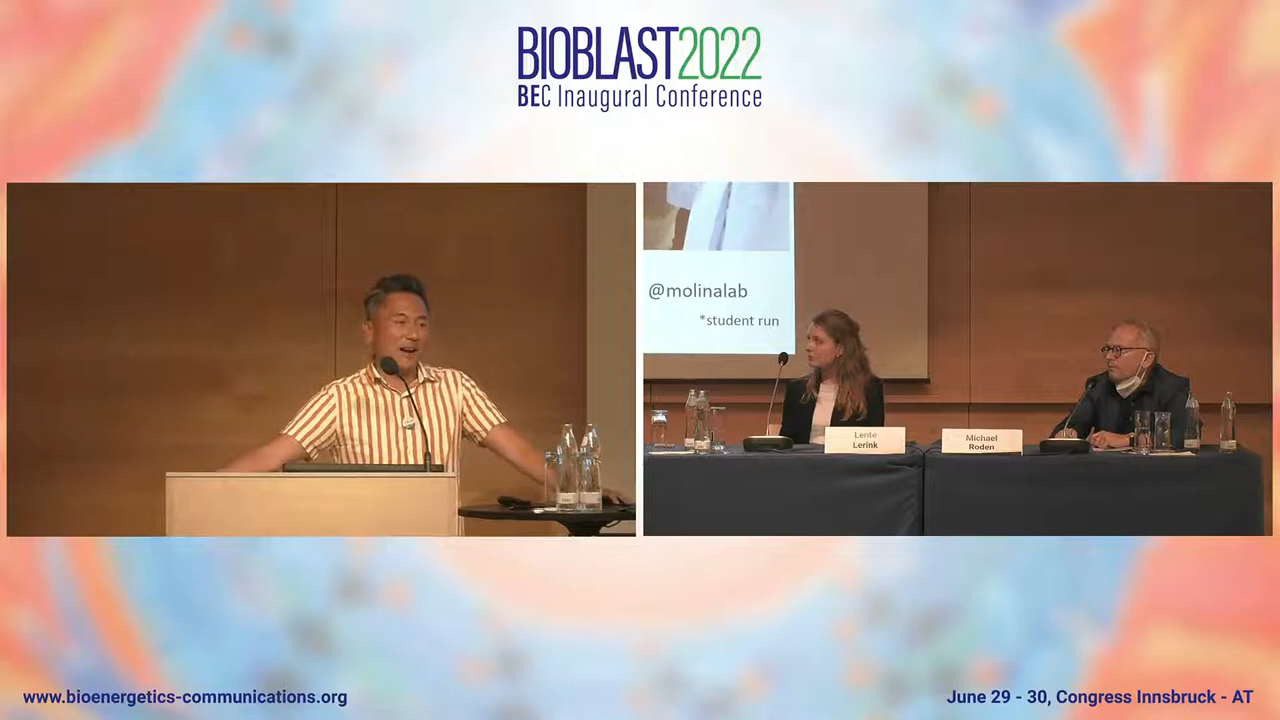 BIOBLAST2022
BEC Inaugural Conference
@molinalab
*student run
Lente
Lerink
Michael
Roden
www.bioenergetics-communications.org
June 29 - 30, Congress Innsbruck - AT